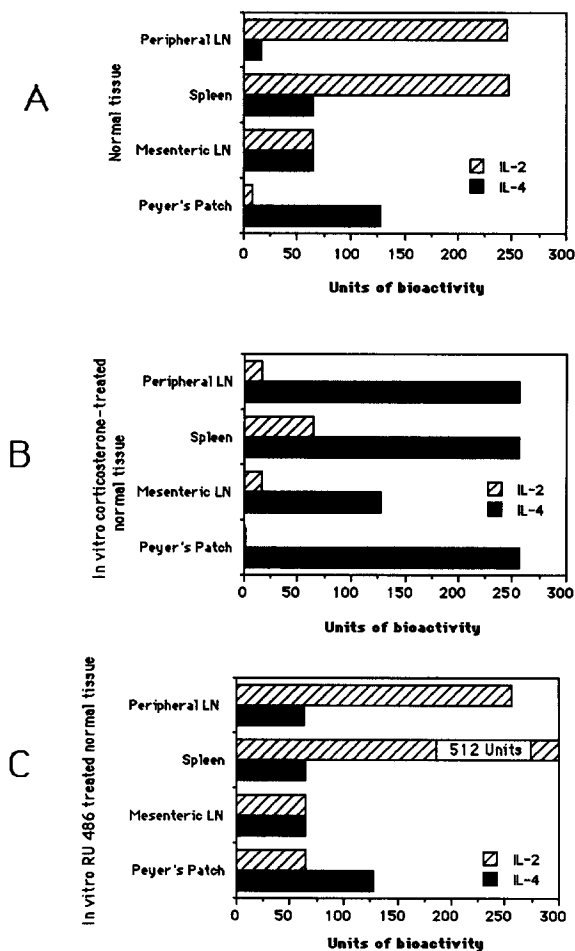 A
Normal tissue
Peripheral LN
Spleen
Mesenteric LN
Peyer's Patch
IL-2
IL-4
0 50 100 150 200 250 300
Units of bioactivity
B
In vitro corticosterone-treated
normal tissue
Peripheral LN
Spleen
Mesenteric LN
Peyer's Patch
IL-2
IL-4
0 50 100 150 200 250 300
Units of bioactivity
C
In vitro RU 486 treated normal tissue
Peripheral LN
Spleen
512 Units
Mesenteric LN
Peyer's Patch
IL-2
IL-4
0 50 100 150 200 250 300
Units of bioactivity